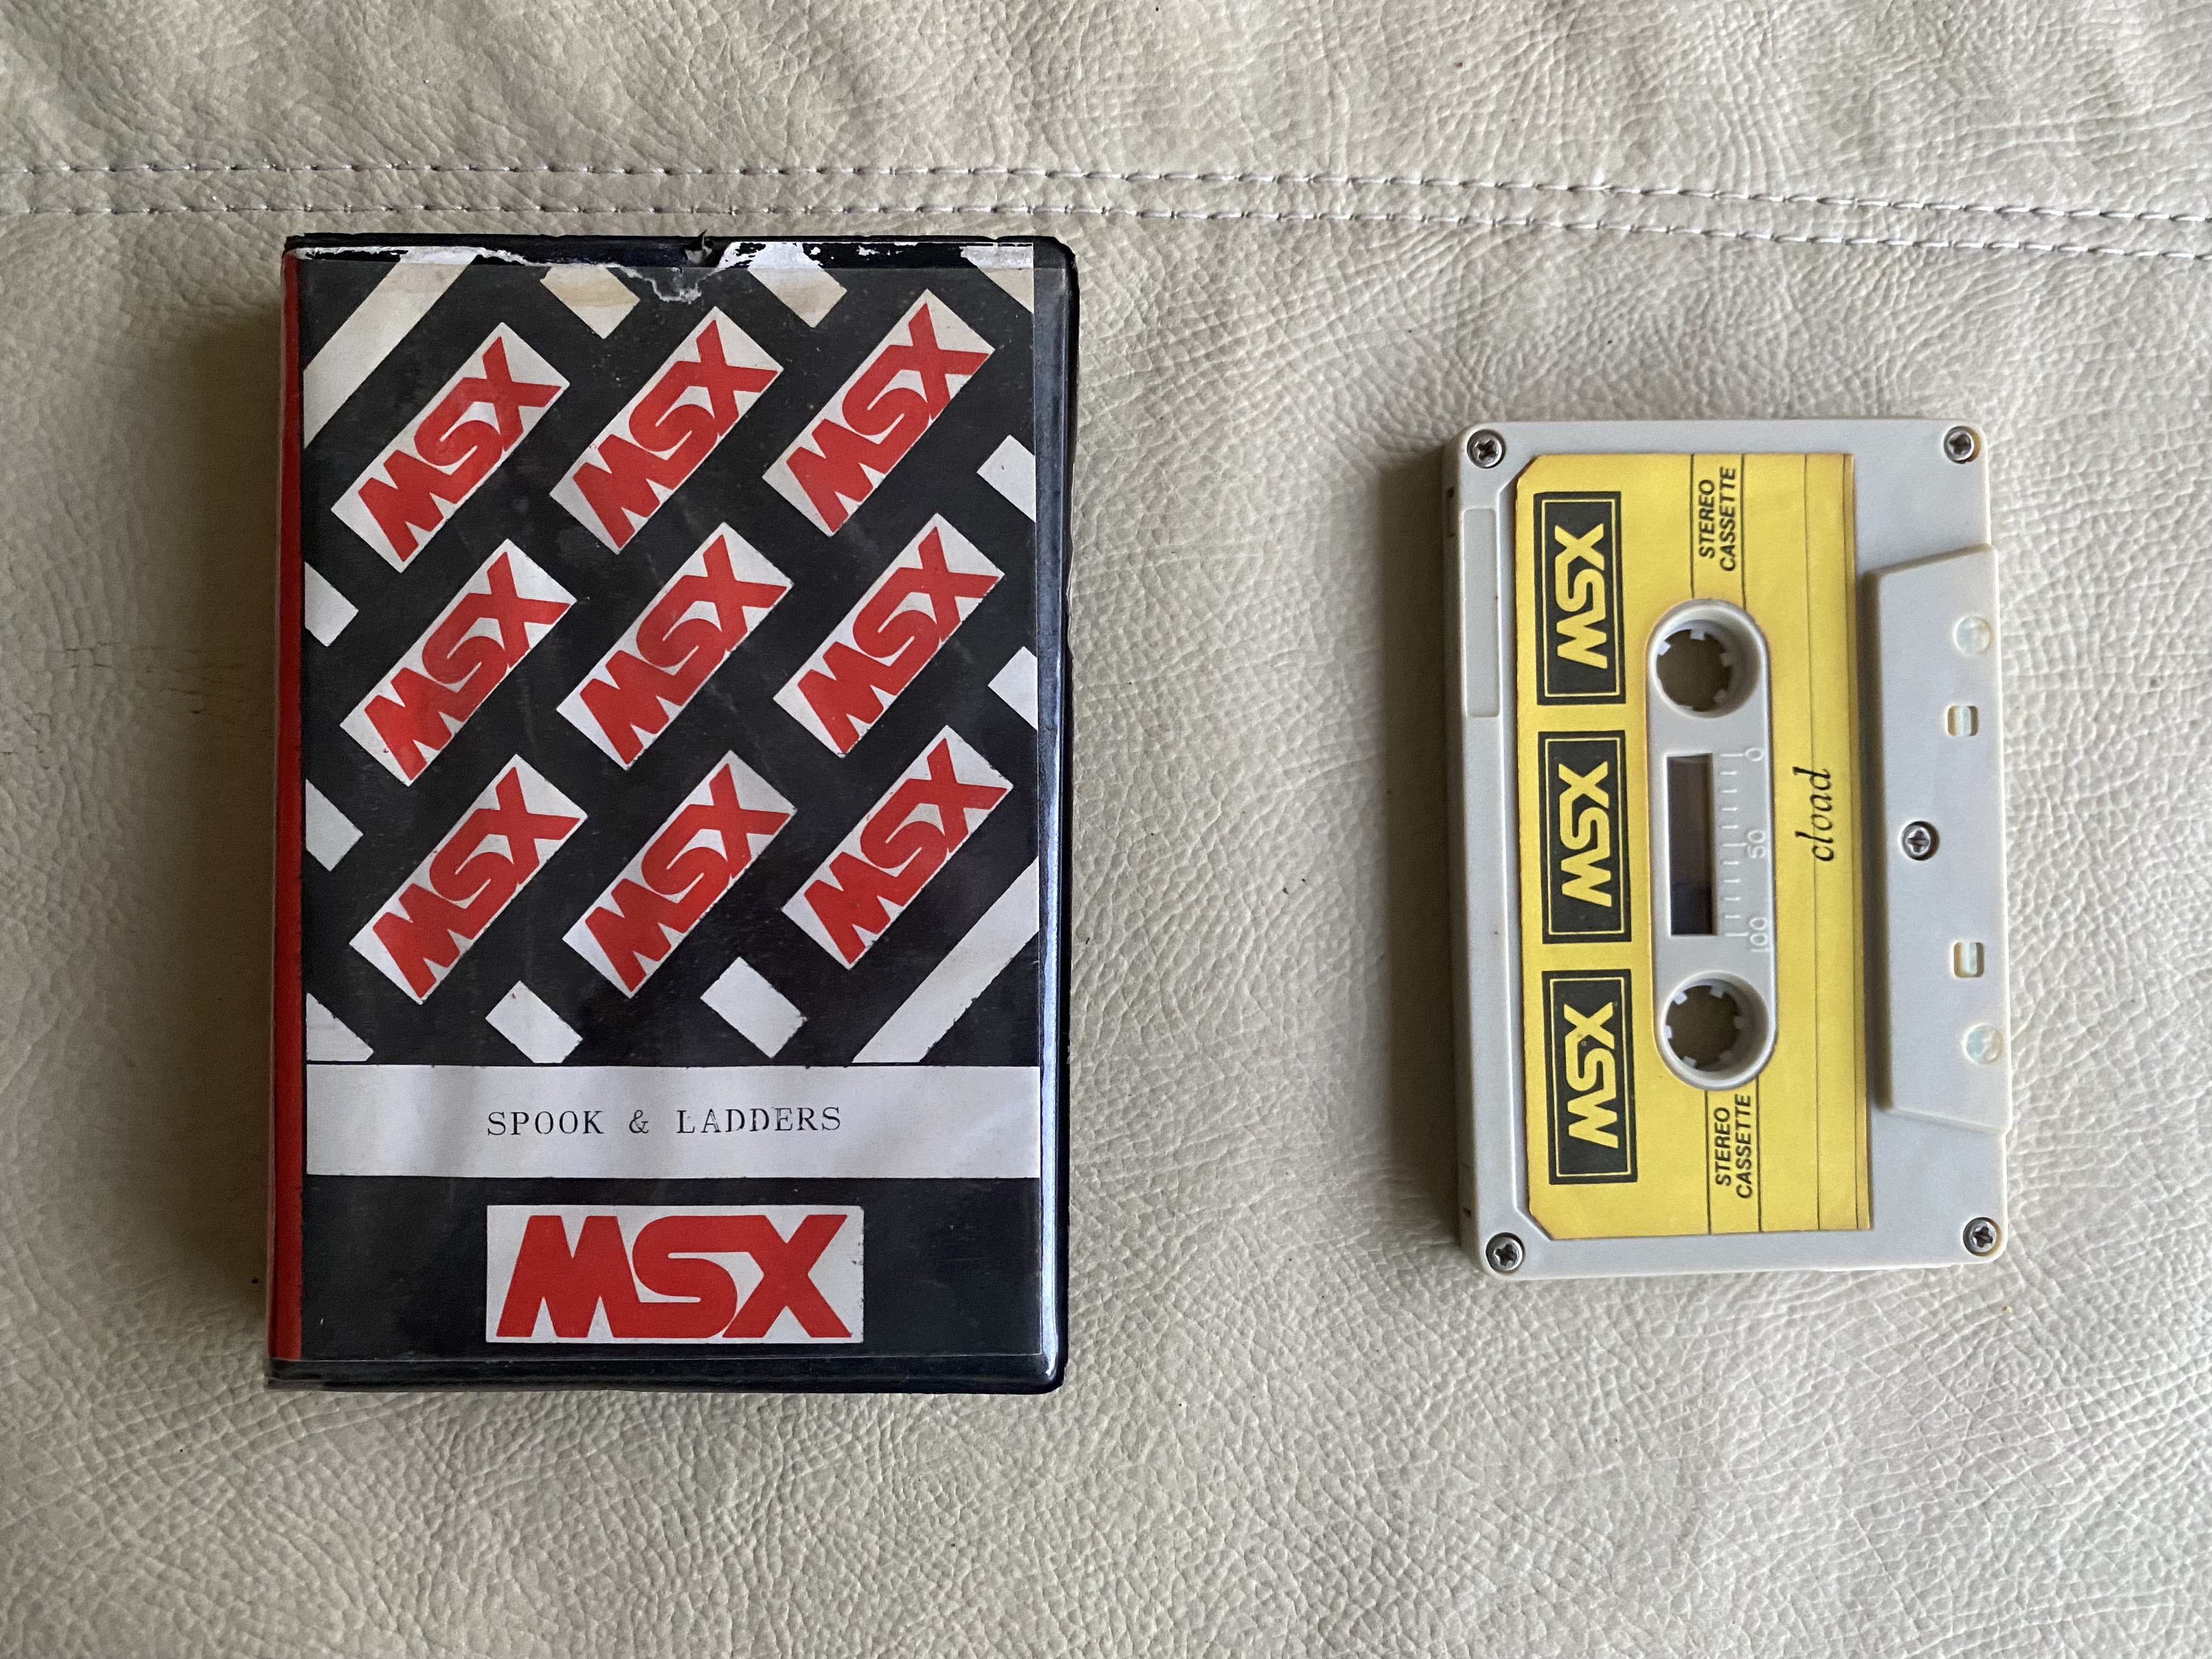 MSX
MSX
MSX
MSX
MSX
MSX
MSX
MSX
MSX
SPOOK & LADDERS
MSX
MSX MSX MSX
STEREO
CASSETTE
100 50 0
STEREO
CASSETTE
cload